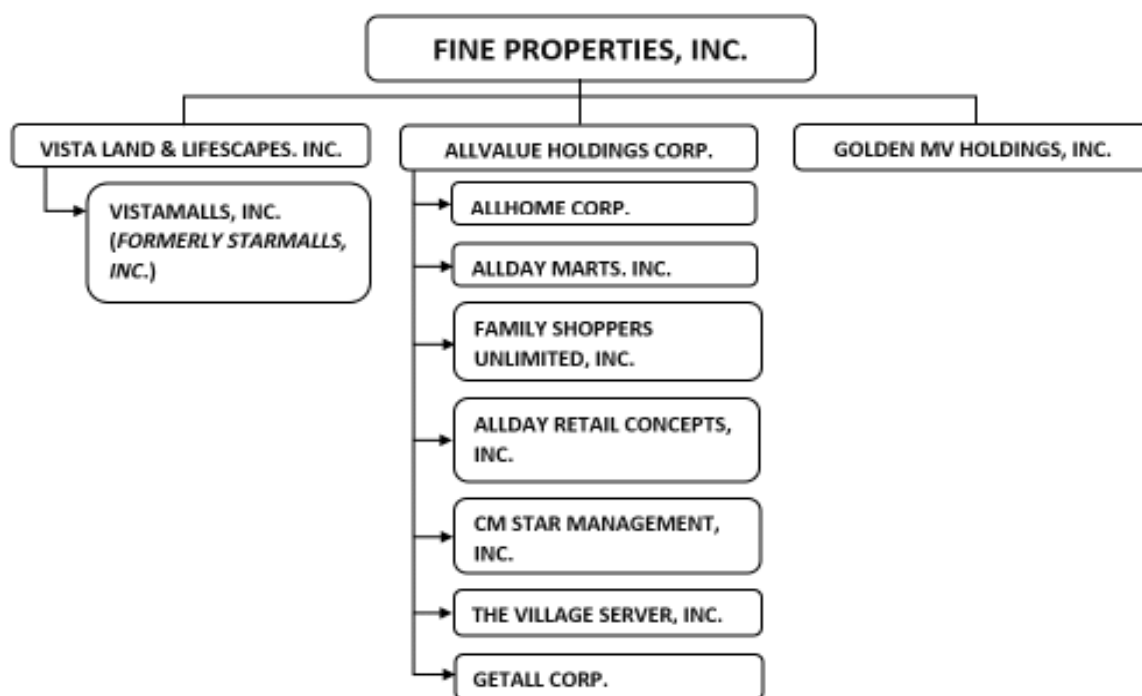 FINE PROPERTIES, INC.
VISTA LAND & LIFESCAPES. INC.
ALLVALUE HOLDINGS CORP.
GOLDEN MV HOLDINGS, INC.
VISTAMALLS, INC.
(FORMERLY STARMALLS,
INC.)
ALLHOME CORP.
ALLDAY MARTS. INC.
FAMILY SHOPPERS
UNLIMITED, INC.
ALLDAY RETAIL CONCEPTS,
INC.
CM STAR MANAGEMENT,
INC.
THE VILLAGE SERVER, INC.
GETALL CORP.